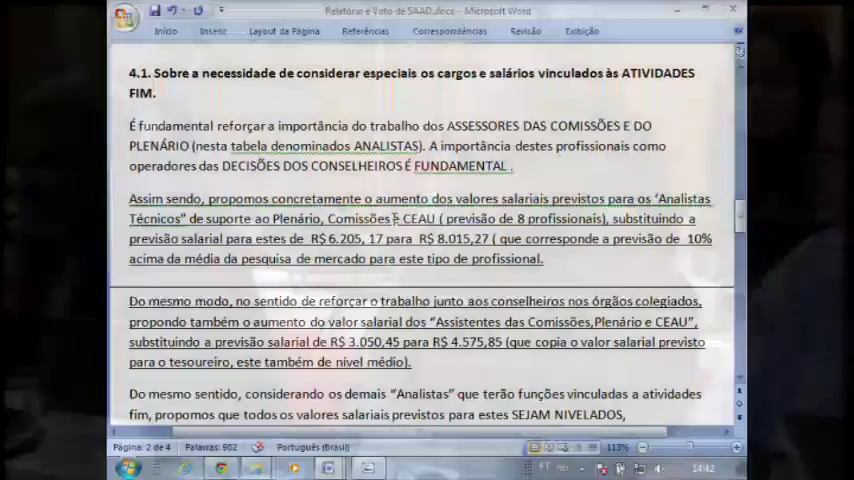 Relatório e Voto de SAAD.docx - Microsoft Word
Início Inserir Layout da Página Referências Correspondências Revisão Exibição
4.1. Sobre a necessidade de considerar especiais os cargos e salários vinculados às ATIVIDADES
FIM.
É fundamental reforçar a importância do trabalho dos ASSESSORES DAS COMISSÕES E DO
PLENÁRIO (nesta tabela denominados ANALISTAS). A importância destes profissionais como
operadores das DECISÕES DOS CONSELHEIROS É FUNDAMENTAL .
Assim sendo, propomos concretamente o aumento dos valores salariais previstos para os 'Analistas
Técnicos" de suporte ao Plenário, Comissões e CEAU ( previsão de 8 profissionais), substituindo a
previsão salarial para estes de R$ 6.205, 17 para R$ 8.015,27 ( que corresponde a previsão de 10%
acima da média da pesquisa de mercado para este tipo de profissional.
Do mesmo modo, no sentido de reforçar o trabalho junto aos conselheiros nos órgãos colegiados,
propondo também o aumento do valor salarial dos "Assistentes das Comissões,Plenário e CEAU",
substituindo a previsão salarial de R$ 3.050,45 para R$ 4.575,85 (que copia o valor salarial previsto
para o tesoureiro, este também de nível médio).
Do mesmo sentido, considerando os demais "Analistas" que terão funções vinculadas a atividades
fim, propomos que todos os valores salariais previstos para estes SEJAM NIVELADOS,
Página: 2 de 4 Palavras: 902 Português (Brasil) 113%
PT 14:42